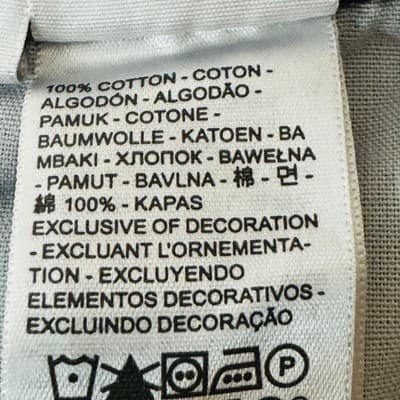 100% COTTON - COTON -
ALGODÓN - ALGODÃO -
PAMUK - COTONE -
BAUMWOLLE - KATOEN - BA
MBAKI - ХЛОПОК - BAWEŁNA
- PAMUT - BAVLNA - 棉 - 면 -
綿 100% - KAPAS
EXCLUSIVE OF DECORATION
- EXCLUANT L'ORNEMENTA-
TION - EXCLUYENDO
ELEMENTOS DECORATIVOS -
EXCLUINDO DECORAÇÃO
P